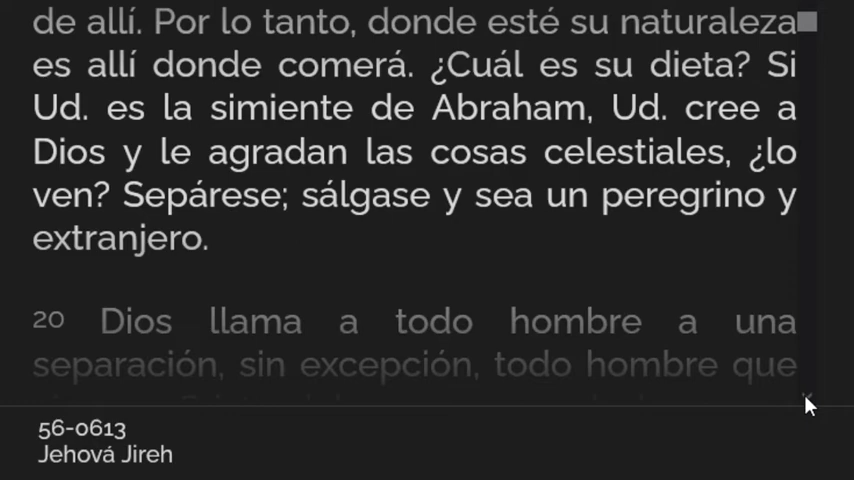 de allí. Por lo tanto, donde esté su naturaleza
es allí donde comerá. ¿Cuál es su dieta? Si
Ud. es la simiente de Abraham, Ud. cree a
Dios y le agradan las cosas celestiales, ¿lo
ven? Sepárese; sálgase y sea un peregrino y
extranjero.
20 Dios llama a todo hombre a una
separación, sin excepción, todo hombre que
56-0613
Jehová Jireh